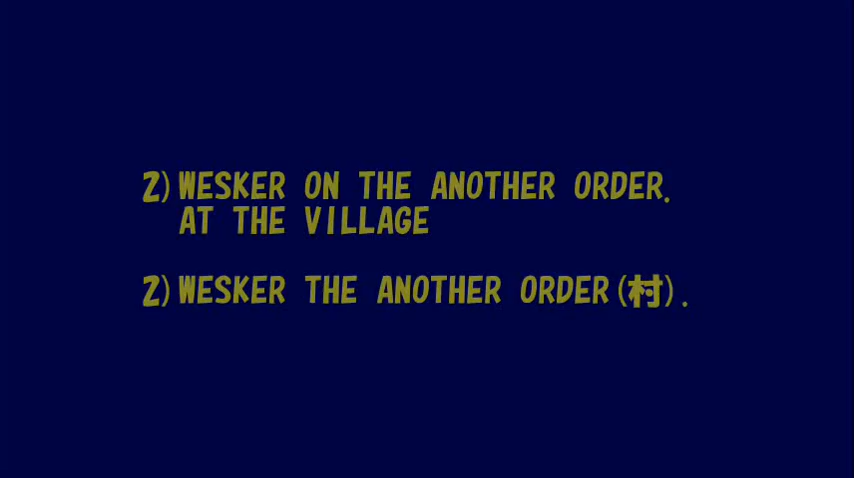 2) WESKER ON THE ANOTHER ORDER.
AT THE VILLAGE
2) WESKER THE ANOTHER ORDER(村).